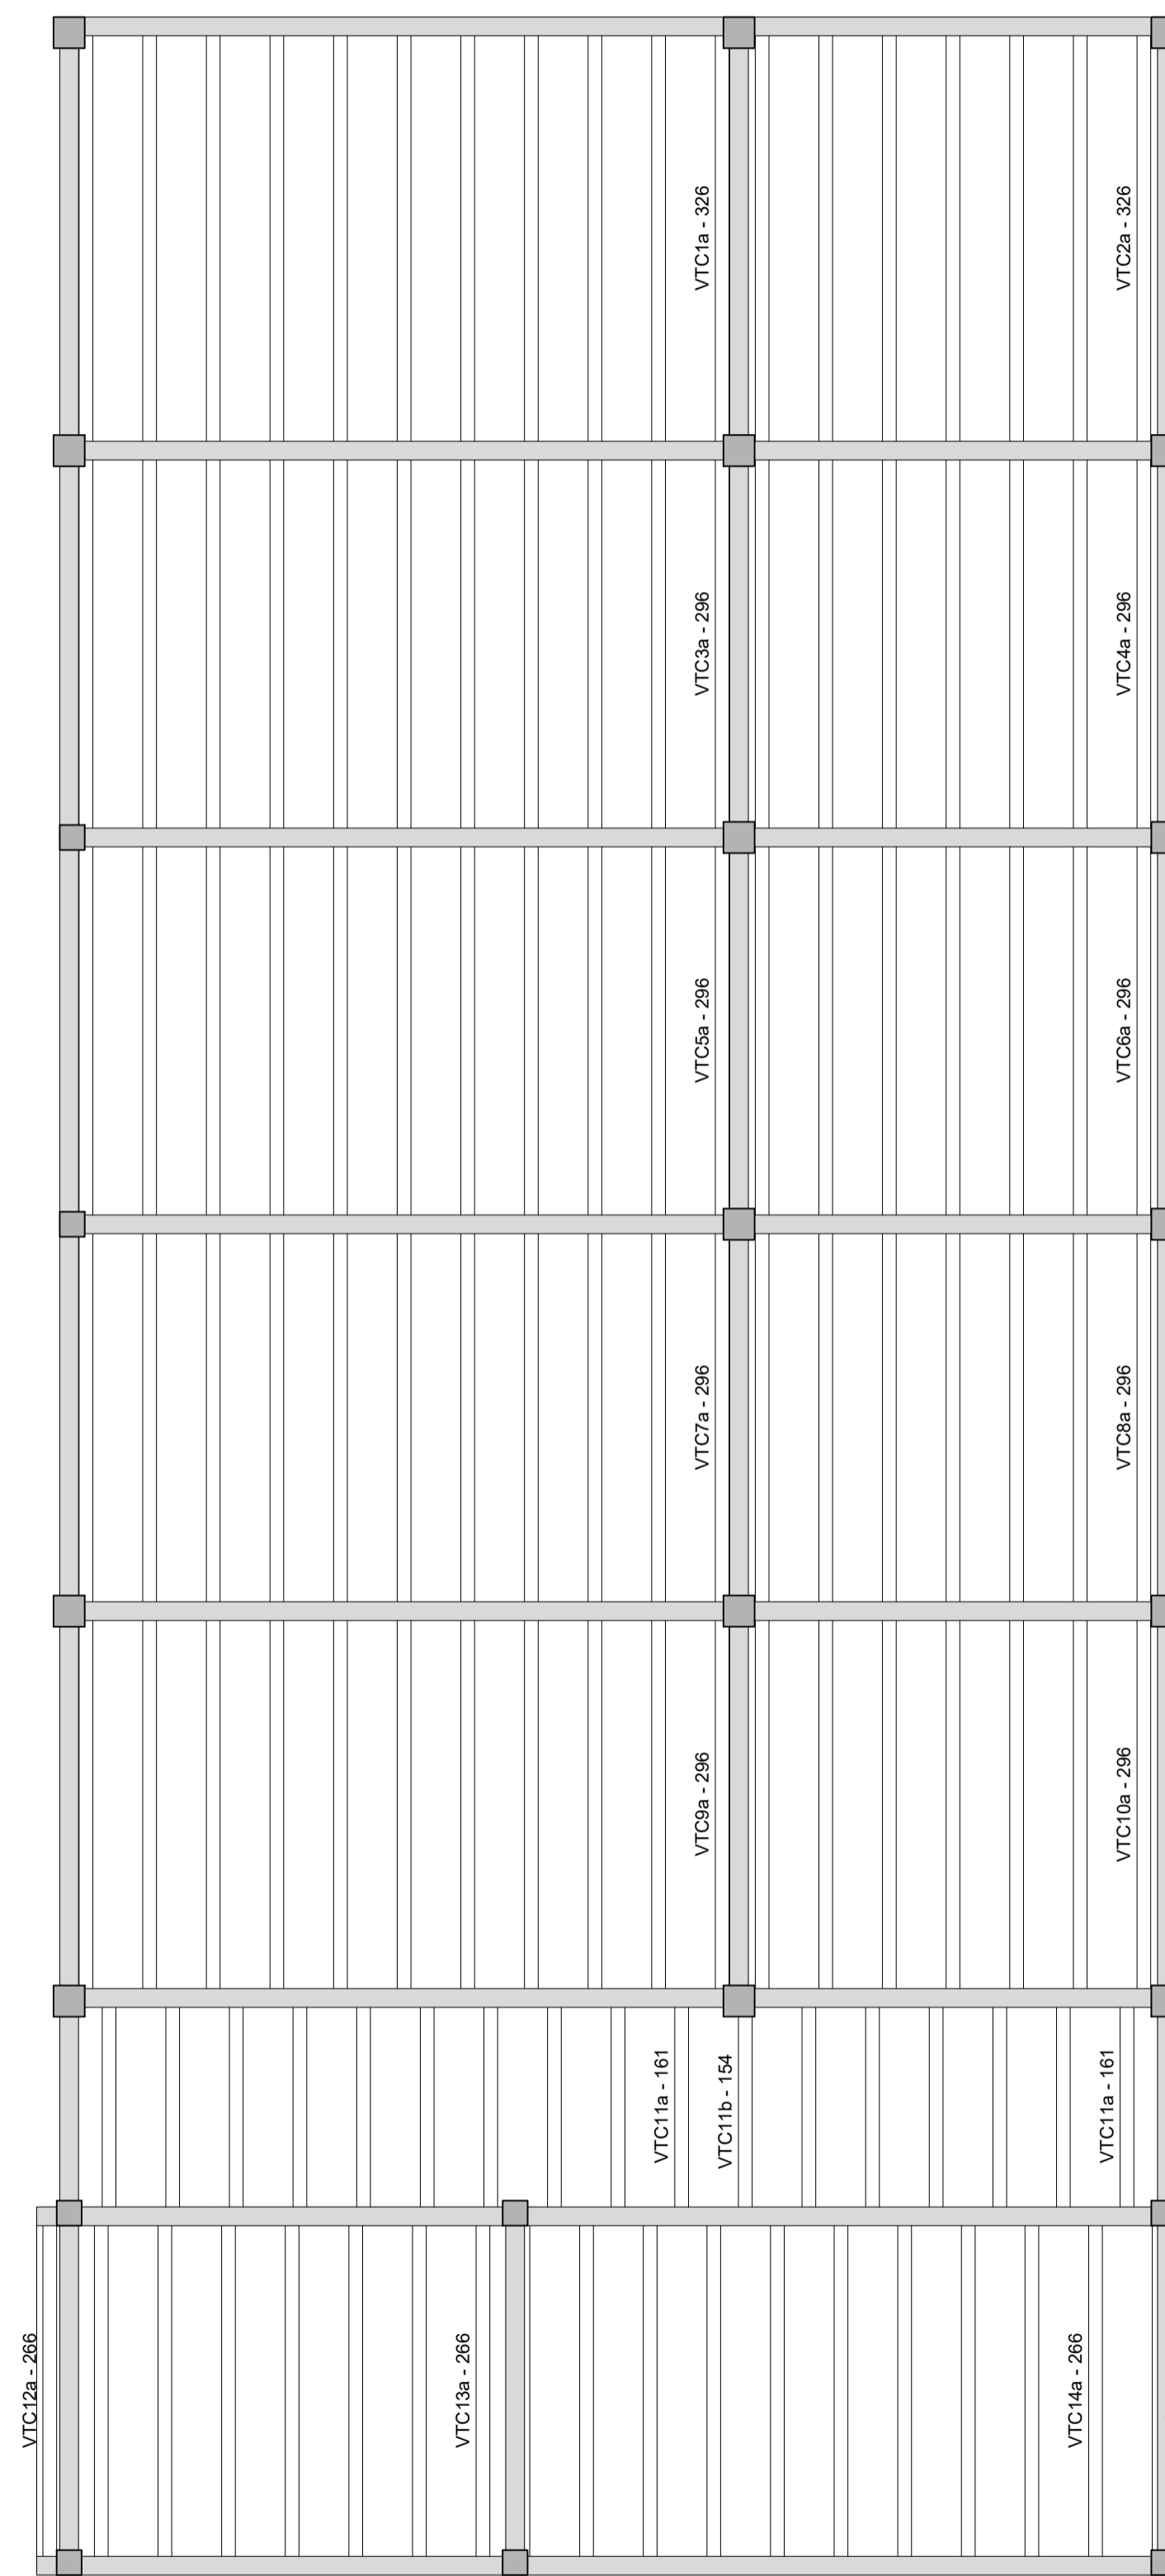 VTC1a - 326
VTC2a - 326
VTC3a - 296
VTC4a - 296
VTC5a - 296
VTC6a - 296
VTC7a - 296
VTC8a - 296
VTC9a - 296
VTC10a - 296
VTC11a - 161
VTC11b - 154
VTC11a - 161
VTC12a - 266
VTC13a - 266
VTC14a - 266